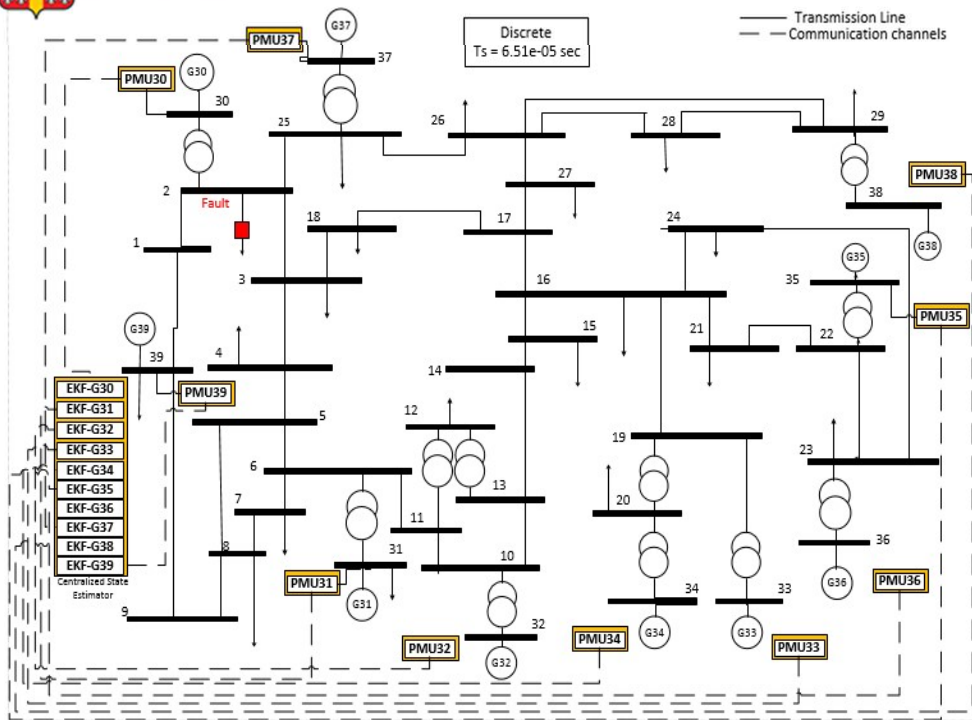 G37
PMU37
37
Discrete
Ts = 6.51e-05 sec
Transmission Line
Communication channels
PMU30
G30
30
25
26
28
29
2
Fault
27
PMU38
38
18
17
24
G38
1
3
16
G35
35
PMU35
G39
39
4
15
21
22
14
PMU39
EKF-G30
EKF-G31
EKF-G32
EKF-G33
EKF-G34
EKF-G35
EKF-G36
EKF-G37
EKF-G38
EKF-G39
Centralized State
Estimator
5
12
19
6
23
7
13
20
11
8
31
10
36
PMU31
G31
G36
PMU36
9
32
34
33
PMU32
G32
PMU34
G34
G33
PMU33